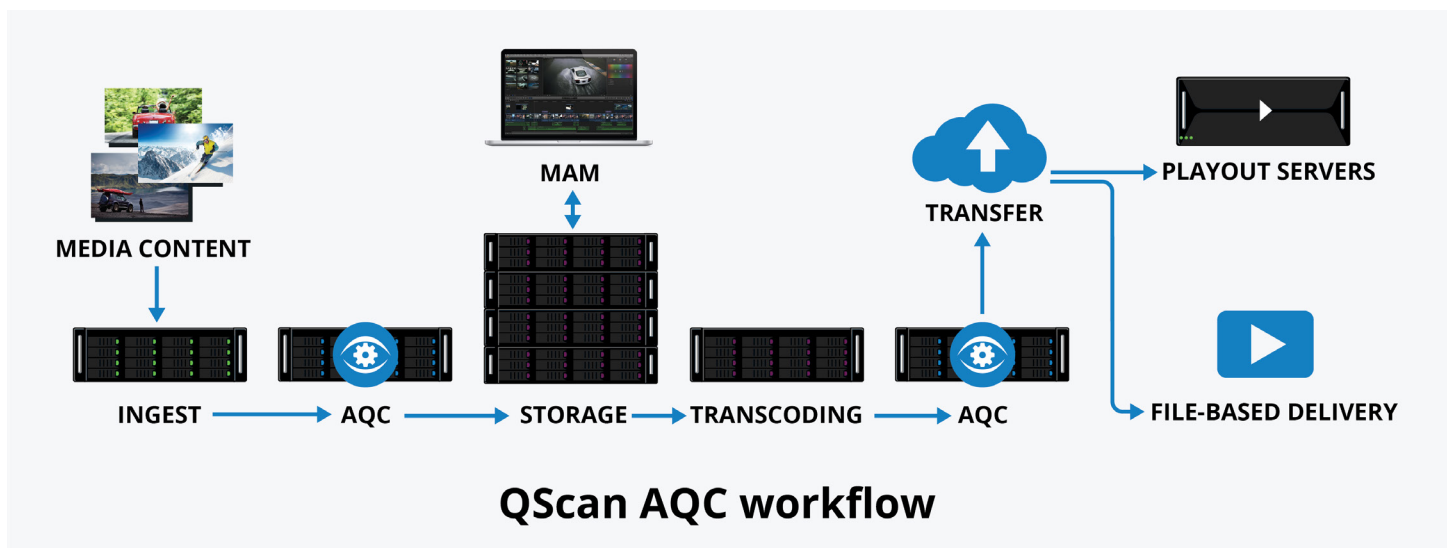 MAM
PLAYOUT SERVERS
TRANSFER
MEDIA CONTENT
INGEST
AQC
STORAGE
TRANSCODING
AQC
FILE-BASED DELIVERY
QScan AQC workflow